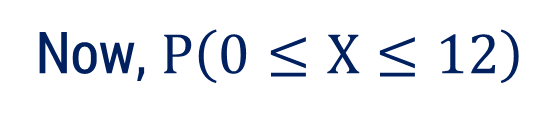 Now, P(0 ≤ X ≤ 12)